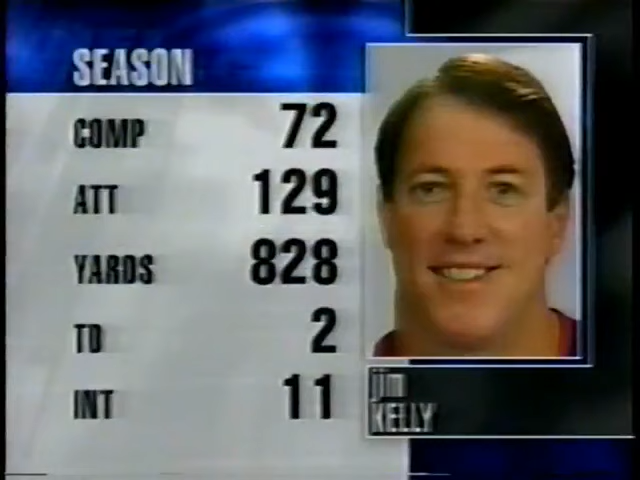 SEASON
COMP 72
ATT 129
YARDS 828
TD 2
INT 11
jim
KELLY